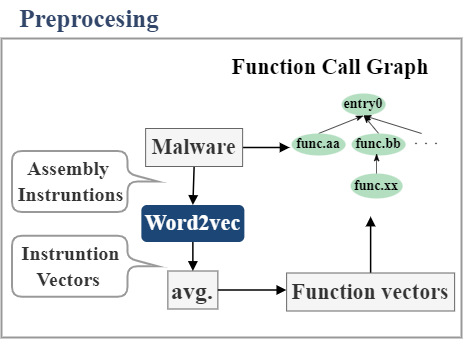 Preprocesing
Function Call Graph
entry0
func.aa
func.bb
. . .
func.xx
Malware
Assembly
Instruntions
Word2vec
Instruntion
Vectors
avg.
Function vectors